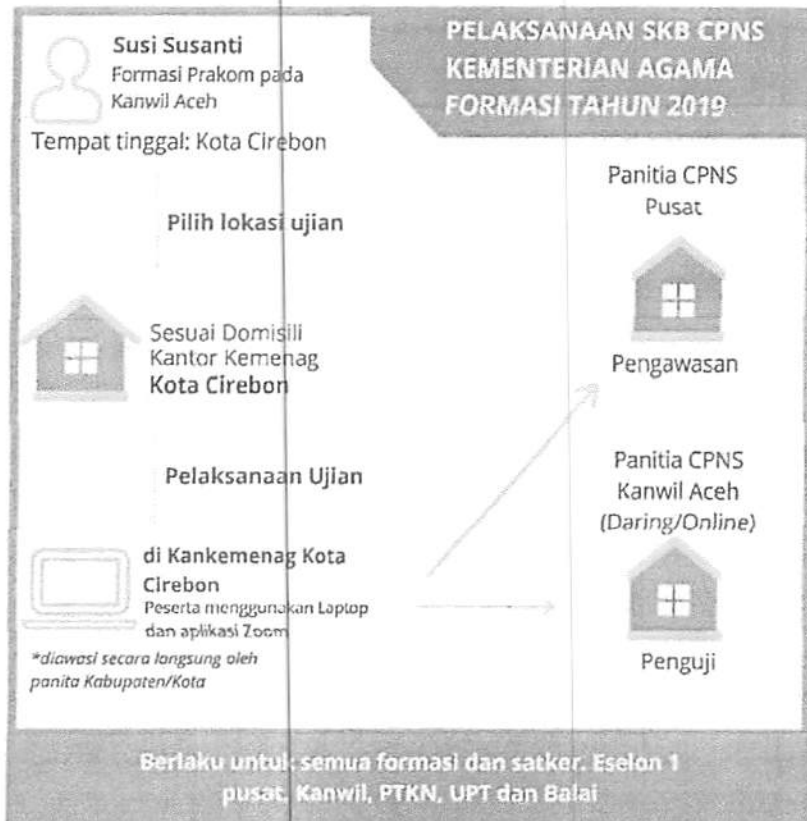 Susi Susanti
Formasi Prakom pada
Kanwil Aceh
Tempat tinggal: Kota Cirebon
PELAKSANAAN SKB CPNS
KEMENTERIAN AGAMA
FORMASI TAHUN 2019
Pilih lokasi ujian
Sesuai Domisili
Kantor Kemenag
Kota Cirebon
Pelaksanaan Ujian
di Kankemenag Kota
Cirebon
Peserta menggunakan Laptop
dan aplikasi Zoom
*diawasi secara langsung oleh
panita Kabupaten/Kota
Panitia CPNS
Pusat
Pengawasan
Panitia CPNS
Kanwil Aceh
(Daring/Online)
Penguji
Berlaku untuk semua formasi dan satker. Eselon 1
pusat, Kanwil, PTKN, UPT dan Balai